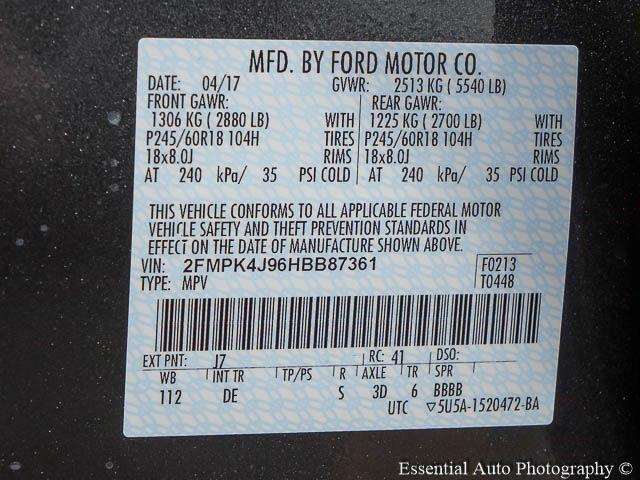 MFD. BY FORD MOTOR CO.
DATE: 04/17 GVWR: 2513 KG ( 5540 LB)
FRONT GAWR: REAR GAWR:
1306 KG ( 2880 LB) WITH 1225 KG ( 2700 LB) WITH
P245/60R18 104H TIRES P245/60R18 104H TIRES
18x8.0J RIMS 18x8.0J RIMS
AT 240 kPa/ 35 PSI COLD AT 240 kPa/ 35 PSI COLD
THIS VEHICLE CONFORMS TO ALL APPLICABLE FEDERAL MOTOR
VEHICLE SAFETY AND THEFT PREVENTION STANDARDS IN
EFFECT ON THE DATE OF MANUFACTURE SHOWN ABOVE.
VIN: 2FMPK4J96HBB87361 F0213
TYPE: MPV T0448
EXT PNT: J7 RC: 41 DSO:
WB INT TR TP/PS R AXLE TR SPR
112 DE S 3D 6 BBBB
UTC ▽5U5A-1520472-BA
Essential Auto Photography (c)